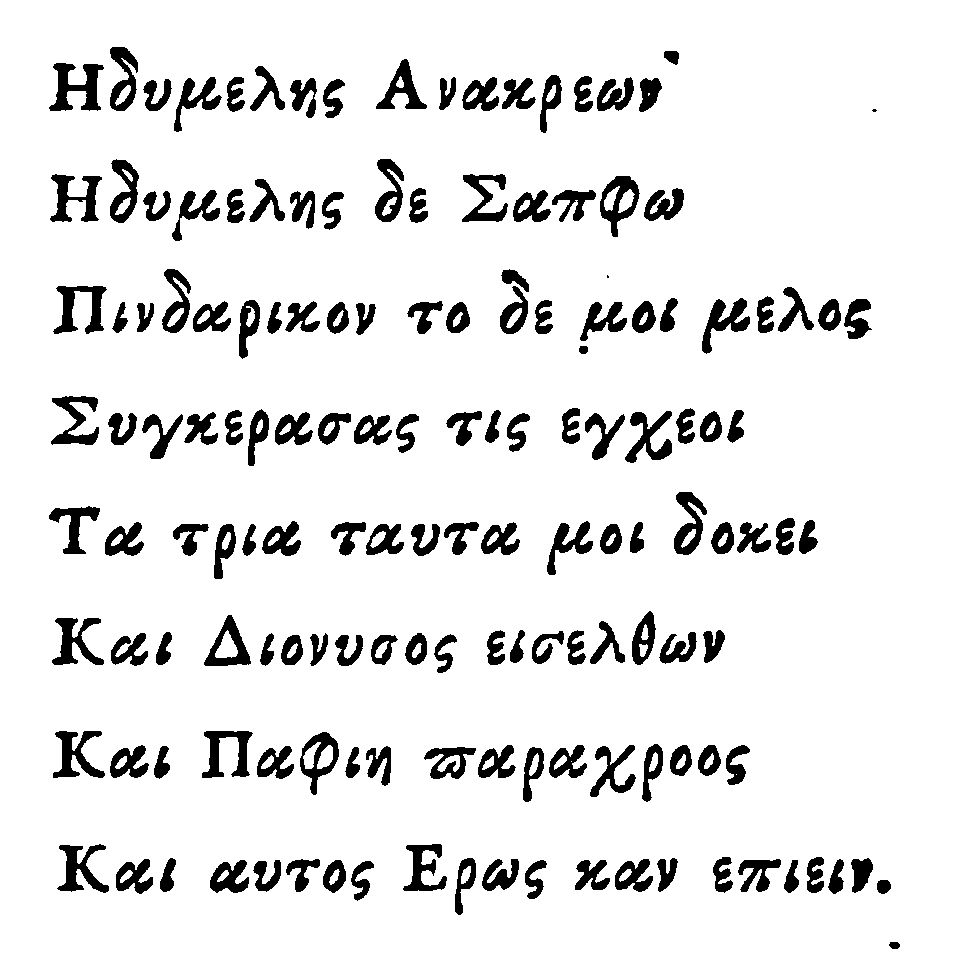 Ηδυμελης Ανακρεων
Ηδυμελης δε Σαπφω
Πινδαρικον το δε μοι μελος
Συγκερασας τις εγχεοι
Τα τρια ταυτα μοι δοκει
Και Διονυσος εισελθων
Και Παφιη ϖαραχροος
Και αυτος Ερως καν επιειν.